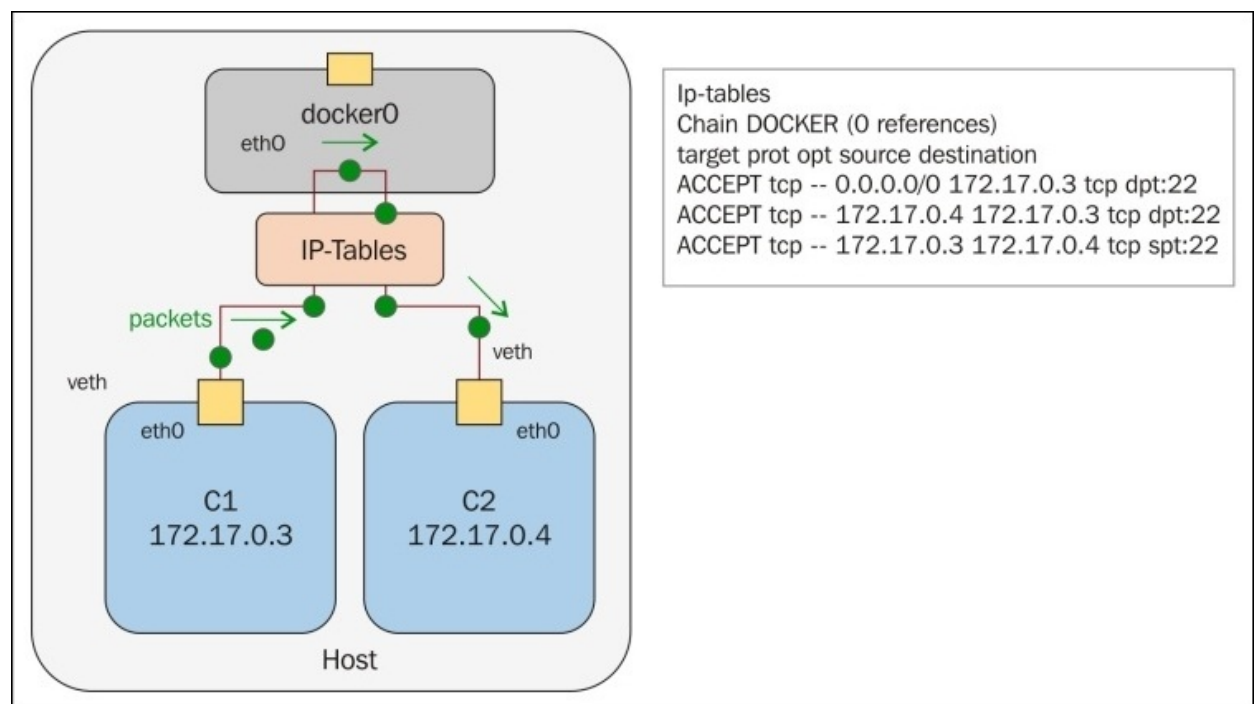 docker0
eth0
IP-Tables
packets
veth
veth
eth0
eth0
C1
172.17.0.3
C2
172.17.0.4
Host
Ip-tables
Chain DOCKER (0 references)
target prot opt source destination
ACCEPT tcp -- 0.0.0.0/0 172.17.0.3 tcp dpt:22
ACCEPT tcp -- 172.17.0.4 172.17.0.3 tcp dpt:22
ACCEPT tcp -- 172.17.0.3 172.17.0.4 tcp spt:22